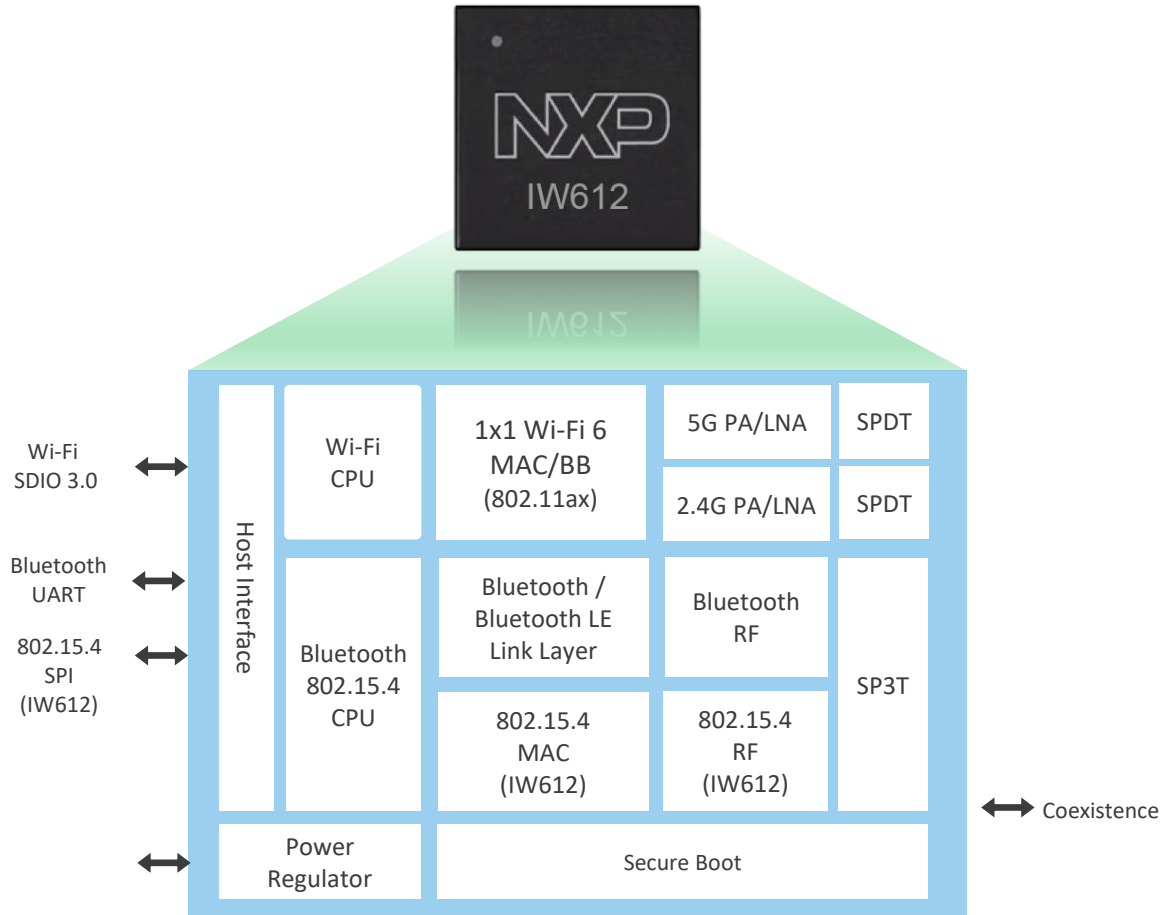 NXP
IW612
IW612
5G PA/LNA
SPDT
Wi-Fi
SDIO 3.0
Wi-Fi
CPU
1x1 Wi-Fi 6
MAC/BB
(802.11ax)
2.4G PA/LNA
SPDT
Host Interface
Bluetooth
UART
Bluetooth /
Bluetooth LE
Link Layer
Bluetooth
RF
802.15.4
SPI
(IW612)
Bluetooth
802.15.4
CPU
SP3T
802.15.4
MAC
(IW612)
802.15.4
RF
(IW612)
Coexistence
Power
Regulator
Secure Boot